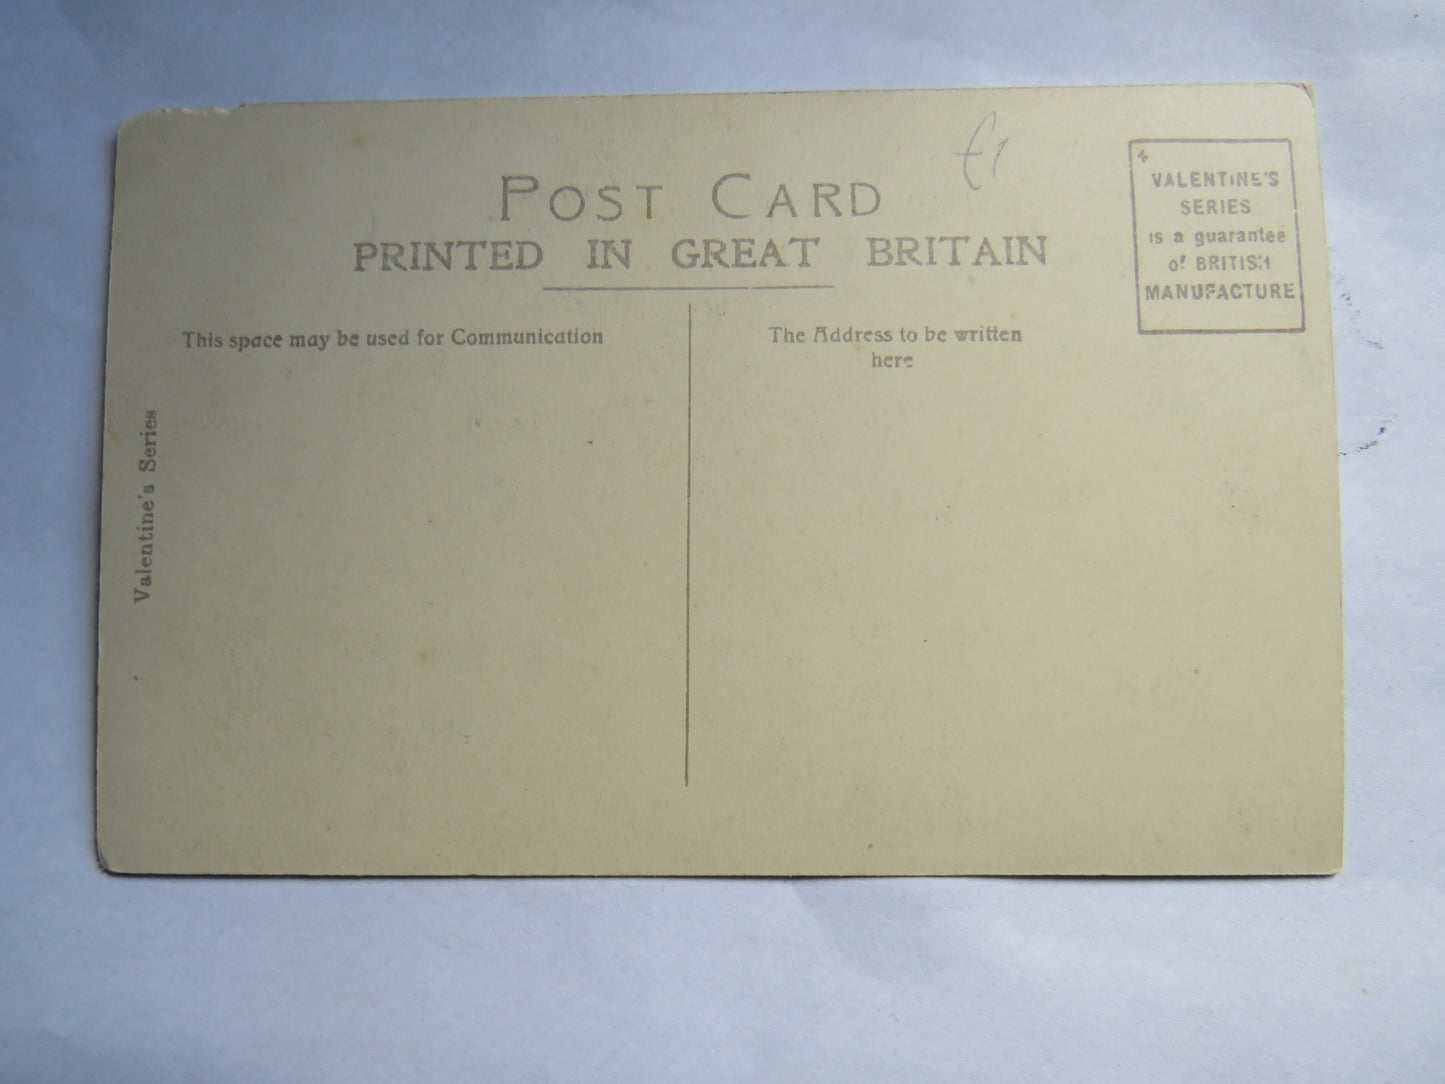 £1
POST CARD
PRINTED IN GREAT BRITAIN
4
VALENTINE'S
SERIES
is a guarantee
of BRITISH
MANUFACTURE
This space may be used for Communication
The Address to be written
here
Valentine's Series